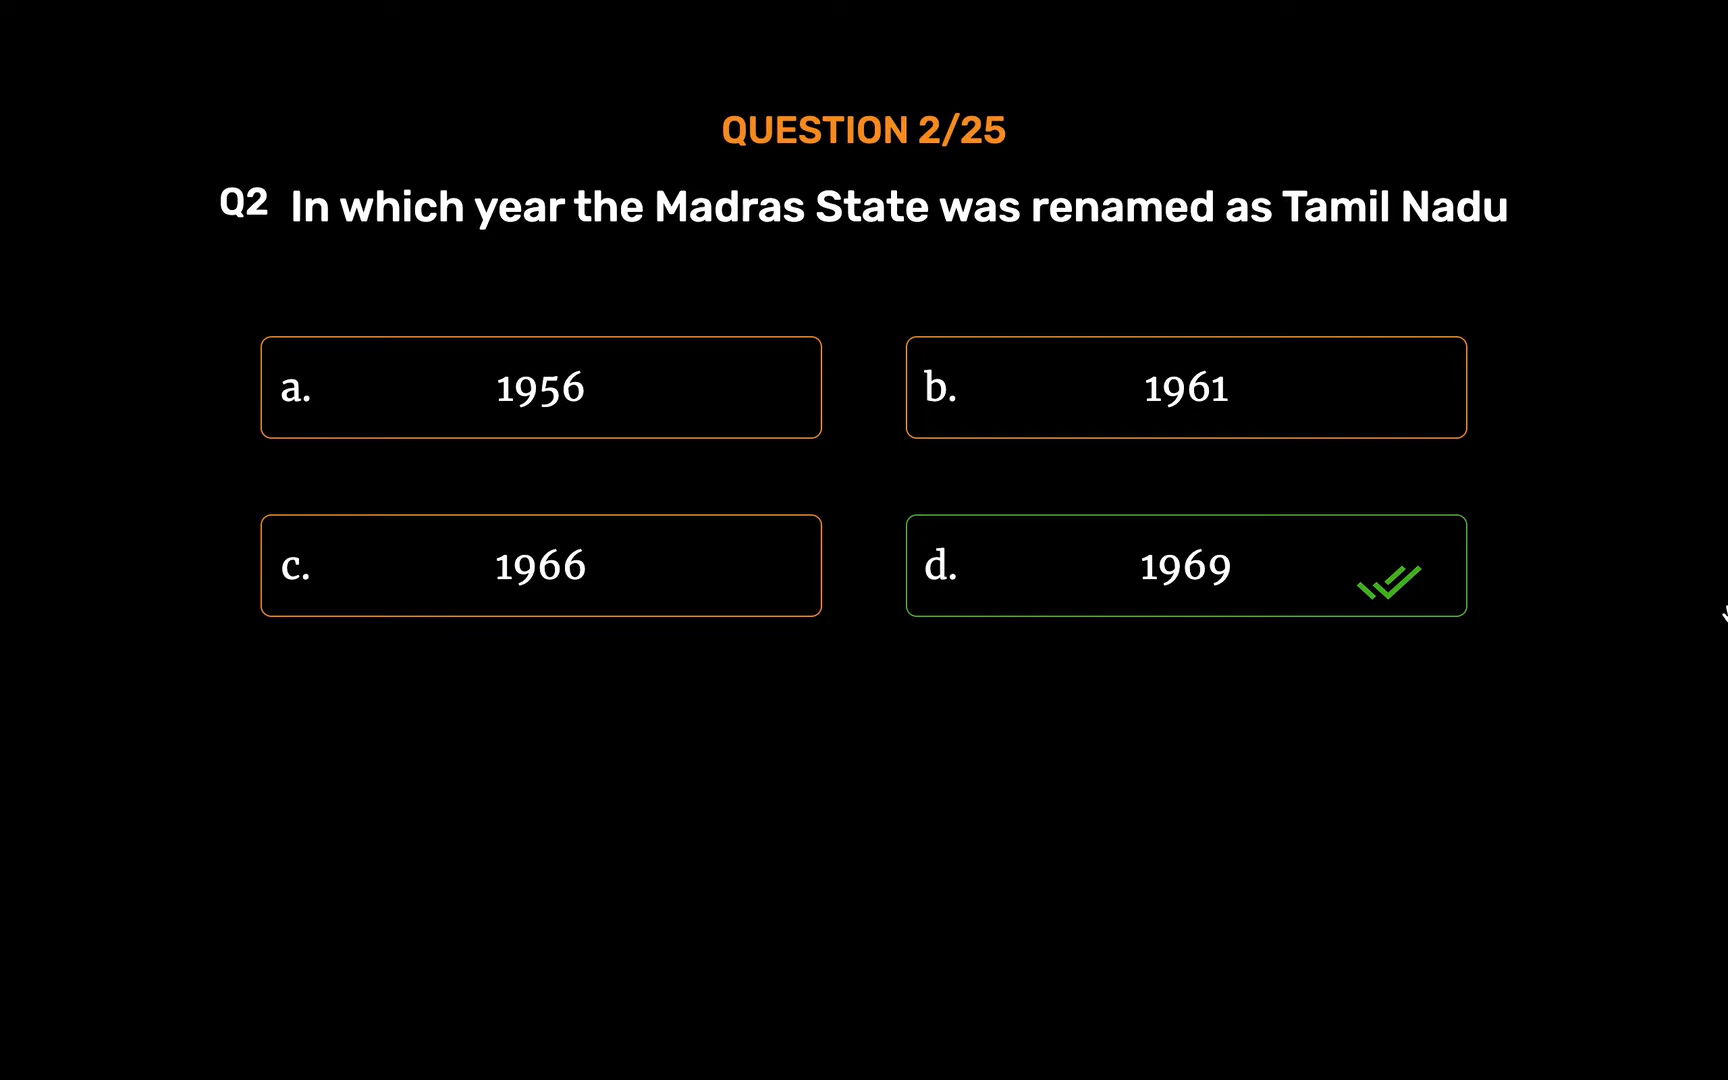 QUESTION 2/25
Q2 In which year the Madras State was renamed as Tamil Nadu
a. 1956
b. 1961
c. 1966
d. 1969